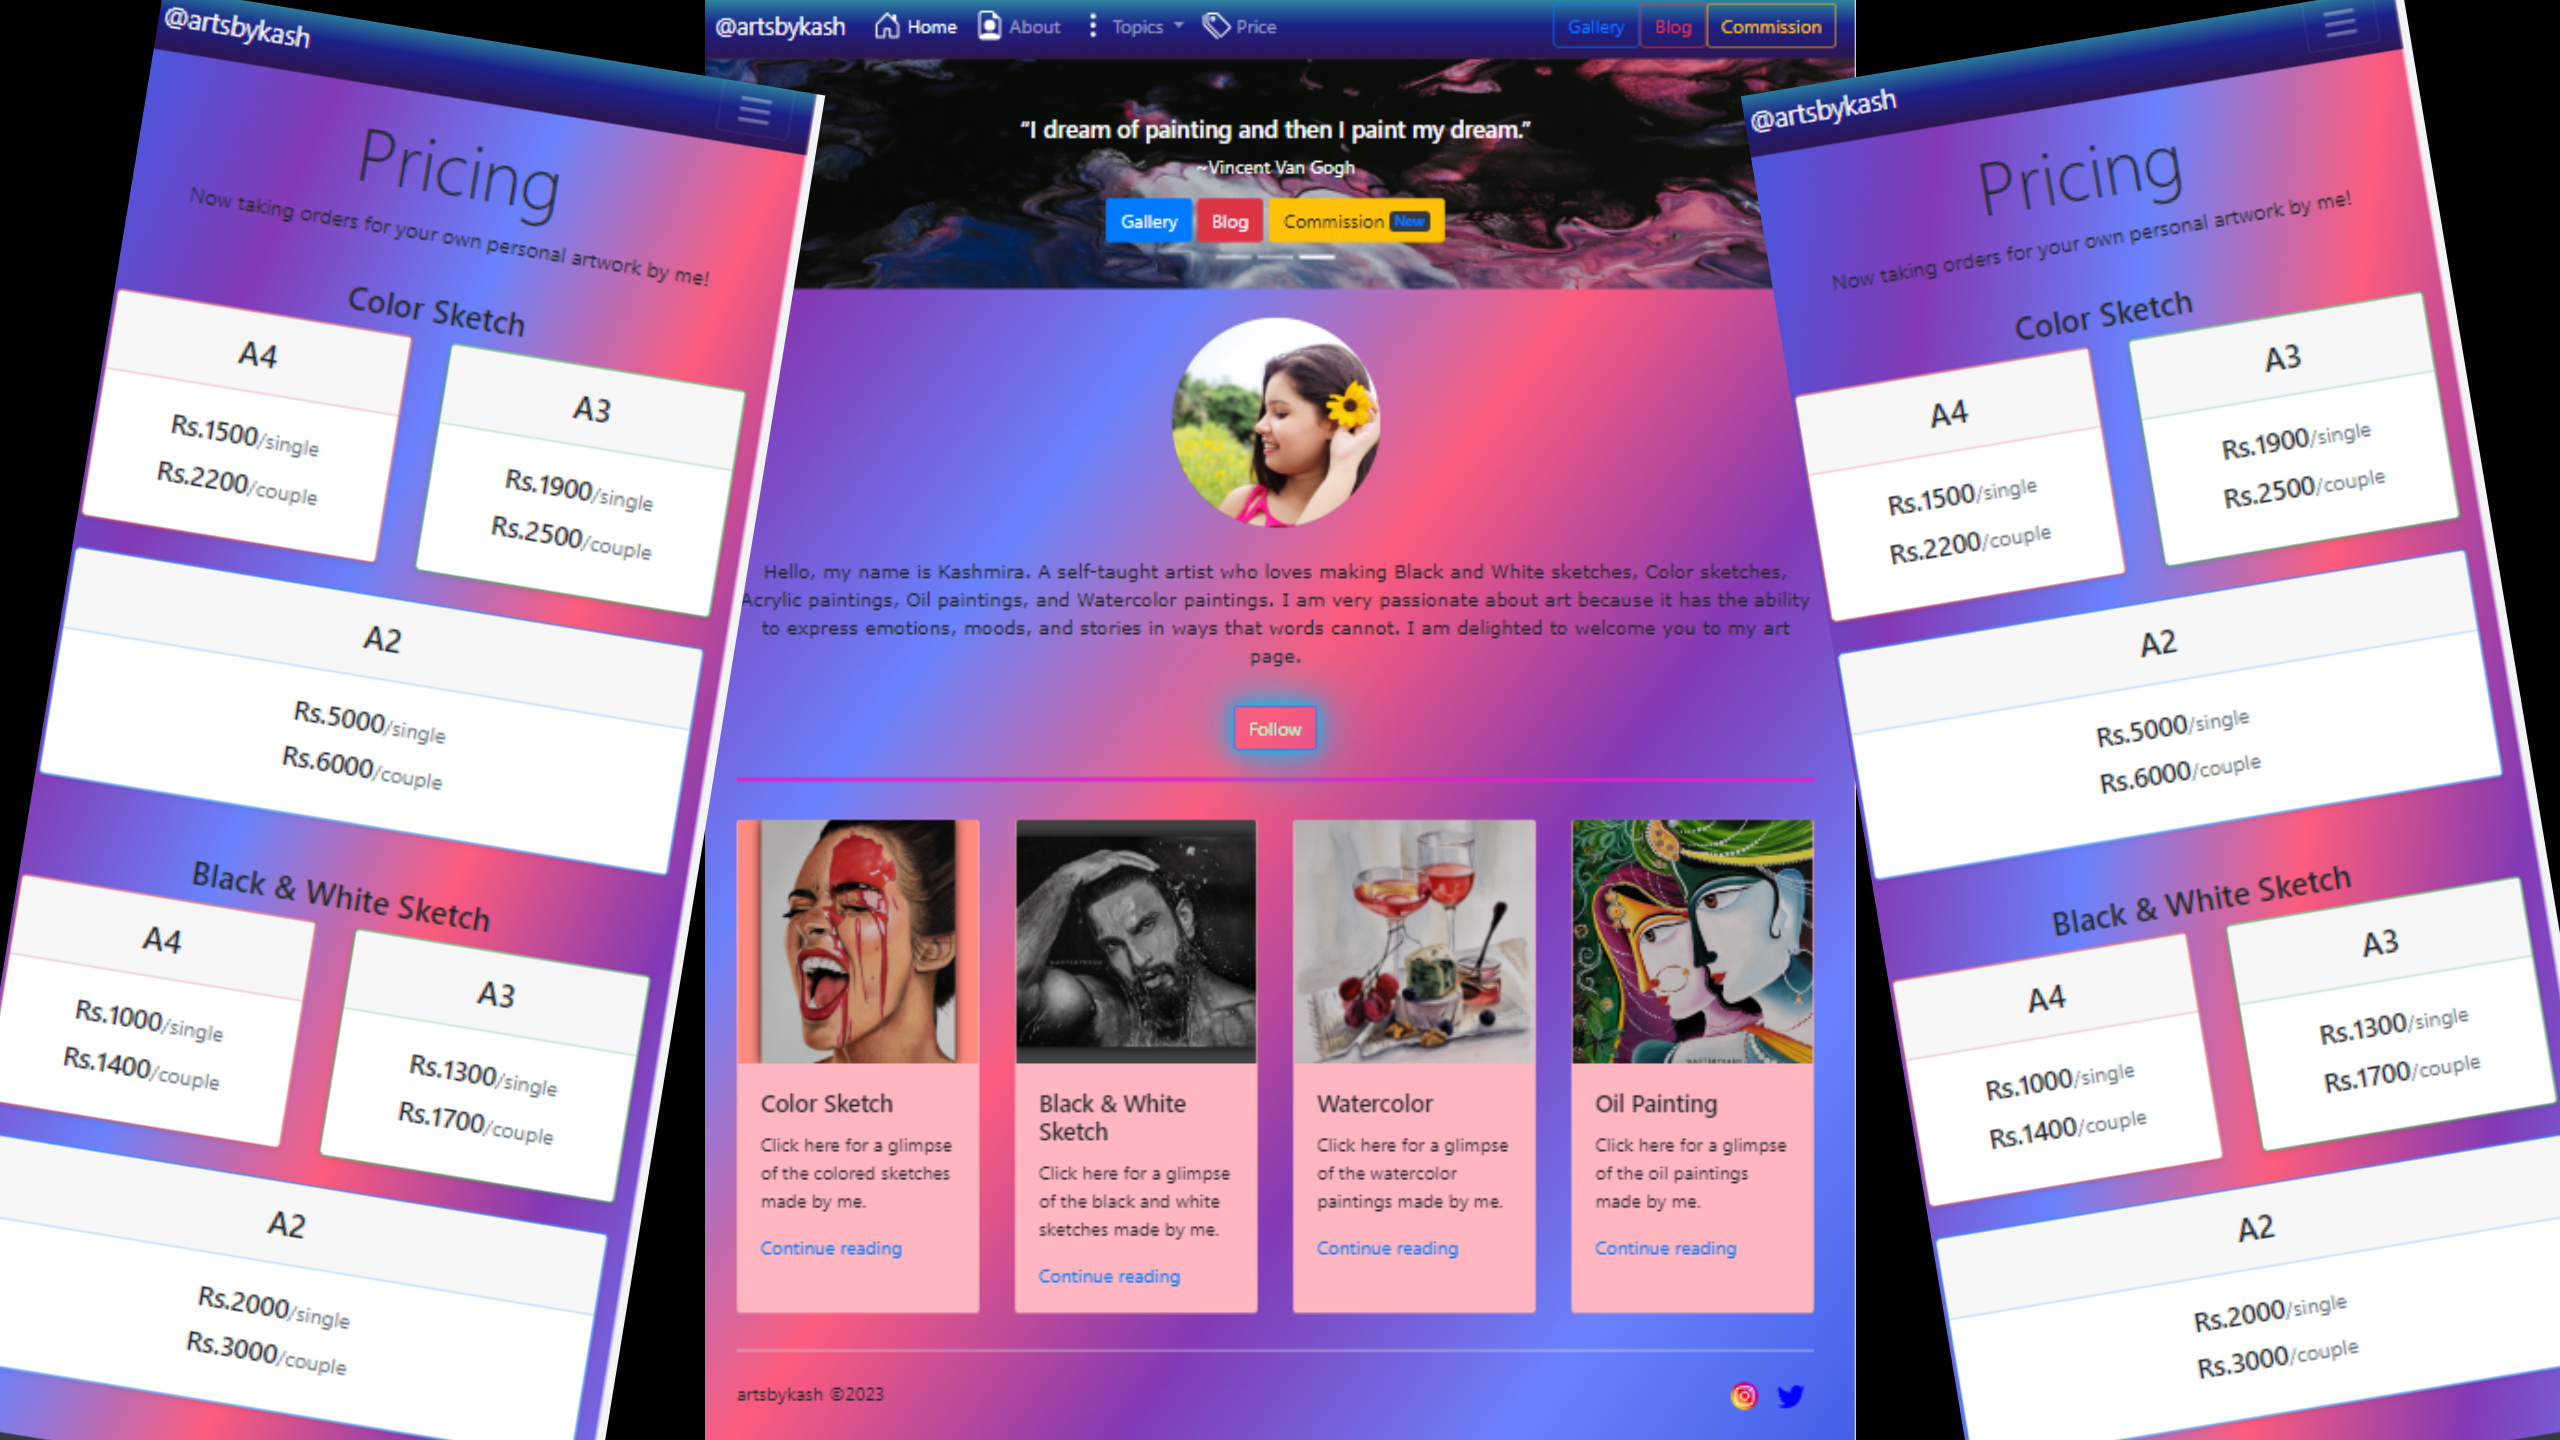 @artsbykash
Pricing
Now taking orders for your own personal artwork by me!
Color Sketch
A4
Rs.1500/single
Rs.2200/couple
A3
Rs.1900/single
Rs.2500/couple
A2
Rs.5000/single
Rs.6000/couple
Black & White Sketch
A4
Rs.1000/single
Rs.1400/couple
A3
Rs.1300/single
Rs.1700/couple
A2
Rs.2000/single
Rs.3000/couple
@artsbykash Home About Topics Price Gallery Blog Commission
“I dream of painting and then I paint my dream.”
~Vincent Van Gogh
Gallery Blog Commission New
Hello, my name is Kashmira. A self-taught artist who loves making Black and White sketches, Color sketches,
Acrylic paintings, Oil paintings, and Watercolor paintings. I am very passionate about art because it has the ability
to express emotions, moods, and stories in ways that words cannot. I am delighted to welcome you to my art
page.
Follow
Color Sketch
Click here for a glimpse
of the colored sketches
made by me.
Continue reading
Black & White
Sketch
Click here for a glimpse
of the black and white
sketches made by me.
Continue reading
Watercolor
Click here for a glimpse
of the watercolor
paintings made by me.
Continue reading
Oil Painting
Click here for a glimpse
of the oil paintings
made by me.
Continue reading
artsbykash ©2023
@artsbykash
Pricing
Now taking orders for your own personal artwork by me!
Color Sketch
A4
Rs.1500/single
Rs.2200/couple
A3
Rs.1900/single
Rs.2500/couple
A2
Rs.5000/single
Rs.6000/couple
Black & White Sketch
A4
Rs.1000/single
Rs.1400/couple
A3
Rs.1300/single
Rs.1700/couple
A2
Rs.2000/single
Rs.3000/couple